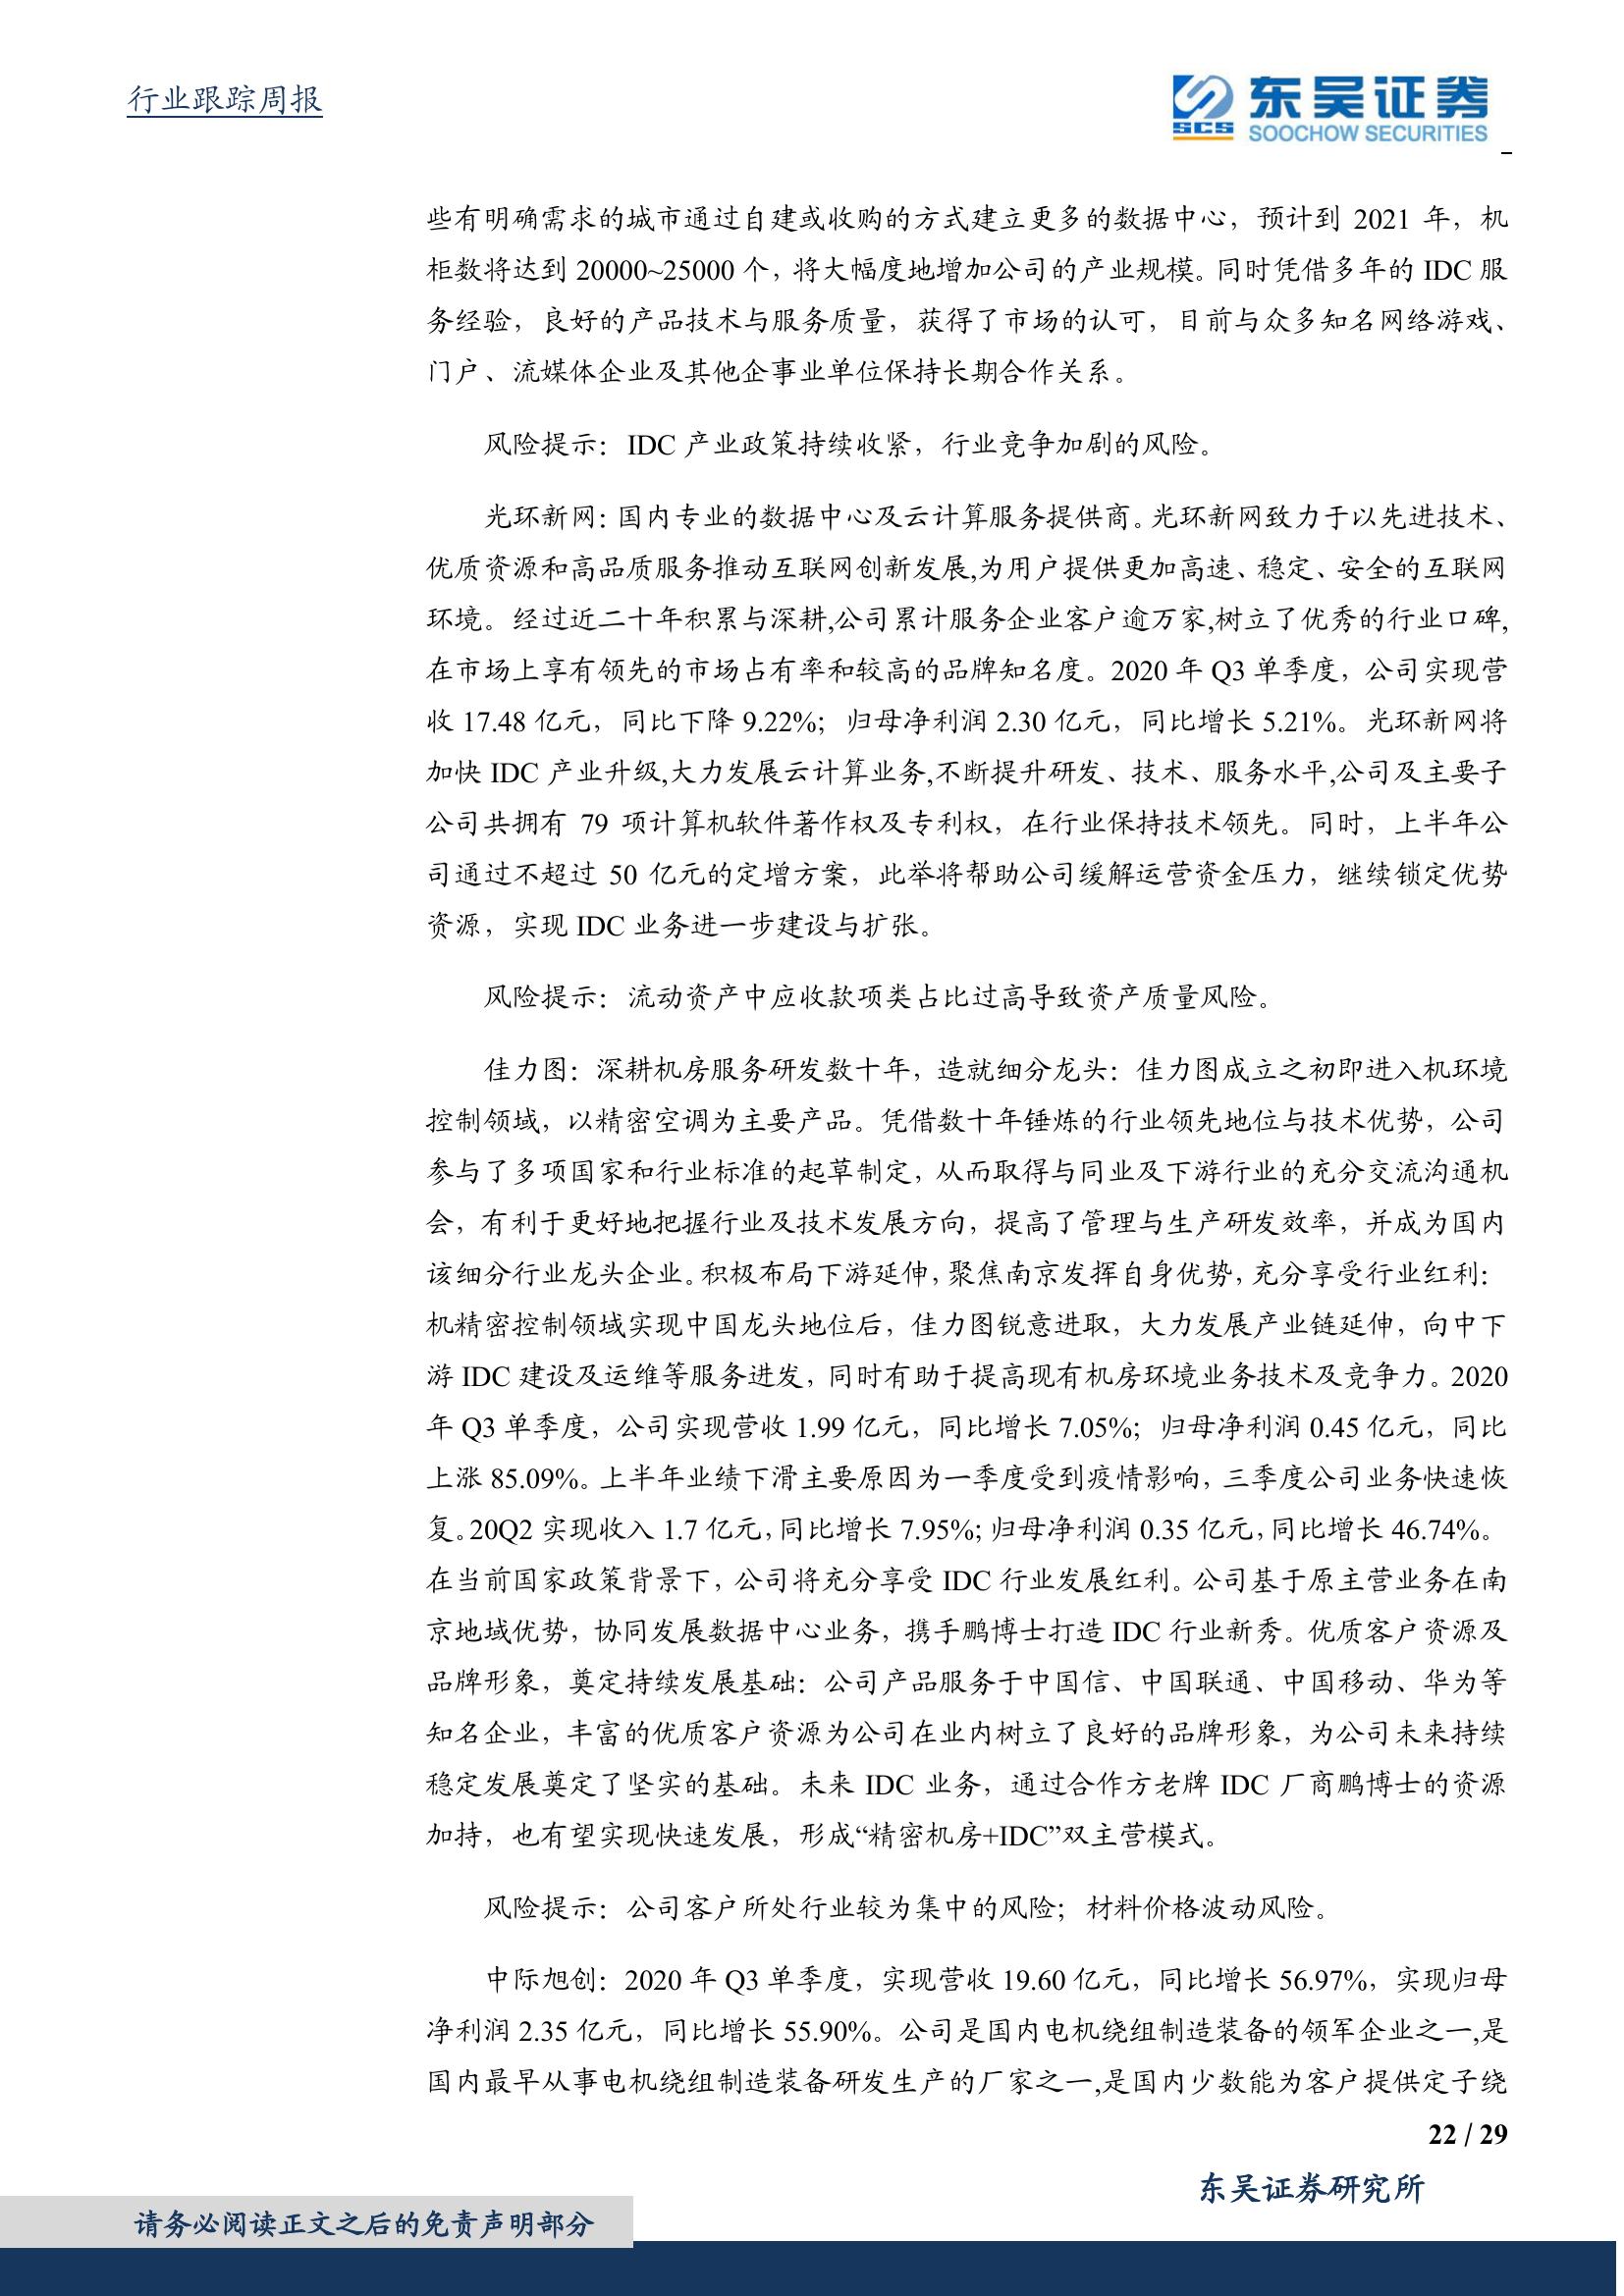 行业跟踪周报
SCS
东吴证券
SOOCHOW SECURITIES
些有明确需求的城市通过自建或收购的方式建立更多的数据中心，预计到 2021 年，机
柜数将达到 20000~25000 个，将大幅度地增加公司的产业规模。同时凭借多年的 IDC 服
务经验，良好的产品技术与服务质量，获得了市场的认可，目前与众多知名网络游戏、
门户、流媒体企业及其他企事业单位保持长期合作关系。
风险提示：IDC 产业政策持续收紧，行业竞争加剧的风险。
光环新网：国内专业的数据中心及云计算服务提供商。光环新网致力于以先进技术、
优质资源和高品质服务推动互联网创新发展,为用户提供更加高速、稳定、安全的互联网
环境。经过近二十年积累与深耕,公司累计服务企业客户逾万家,树立了优秀的行业口碑,
在市场上享有领先的市场占有率和较高的品牌知名度。2020 年 Q3 单季度，公司实现营
收 17.48 亿元，同比下降 9.22%；归母净利润 2.30 亿元，同比增长 5.21%。光环新网将
加快 IDC 产业升级,大力发展云计算业务,不断提升研发、技术、服务水平,公司及主要子
公司共拥有 79 项计算机软件著作权及专利权，在行业保持技术领先。同时，上半年公
司通过不超过 50 亿元的定增方案，此举将帮助公司缓解运营资金压力，继续锁定优势
资源，实现 IDC 业务进一步建设与扩张。
风险提示：流动资产中应收款项类占比过高导致资产质量风险。
佳力图：深耕机房服务研发数十年，造就细分龙头：佳力图成立之初即进入机环境
控制领域，以精密空调为主要产品。凭借数十年锤炼的行业领先地位与技术优势，公司
参与了多项国家和行业标准的起草制定，从而取得与同业及下游行业的充分交流沟通机
会，有利于更好地把握行业及技术发展方向，提高了管理与生产研发效率，并成为国内
该细分行业龙头企业。积极布局下游延伸，聚焦南京发挥自身优势，充分享受行业红利：
机精密控制领域实现中国龙头地位后，佳力图锐意进取，大力发展产业链延伸，向中下
游 IDC 建设及运维等服务进发，同时有助于提高现有机房环境业务技术及竞争力。2020
年 Q3 单季度，公司实现营收 1.99 亿元，同比增长 7.05%；归母净利润 0.45 亿元，同比
上涨 85.09%。上半年业绩下滑主要原因为一季度受到疫情影响，三季度公司业务快速恢
复。20Q2 实现收入 1.7 亿元，同比增长 7.95%；归母净利润 0.35 亿元，同比增长 46.74%。
在当前国家政策背景下，公司将充分享受 IDC 行业发展红利。公司基于原主营业务在南
京地域优势，协同发展数据中心业务，携手鹏博士打造 IDC 行业新秀。优质客户资源及
品牌形象，奠定持续发展基础：公司产品服务于中国信、中国联通、中国移动、华为等
知名企业，丰富的优质客户资源为公司在业内树立了良好的品牌形象，为公司未来持续
稳定发展奠定了坚实的基础。未来 IDC 业务，通过合作方老牌 IDC 厂商鹏博士的资源
加持，也有望实现快速发展，形成“精密机房+IDC”双主营模式。
风险提示：公司客户所处行业较为集中的风险；材料价格波动风险。
中际旭创：2020 年 Q3 单季度，实现营收 19.60 亿元，同比增长 56.97%，实现归母
净利润 2.35 亿元，同比增长 55.90%。公司是国内电机绕组制造装备的领军企业之一,是
国内最早从事电机绕组制造装备研发生产的厂家之一,是国内少数能为客户提供定子绕
22 / 29
东吴证券研究所
请务必阅读正文之后的免责声明部分